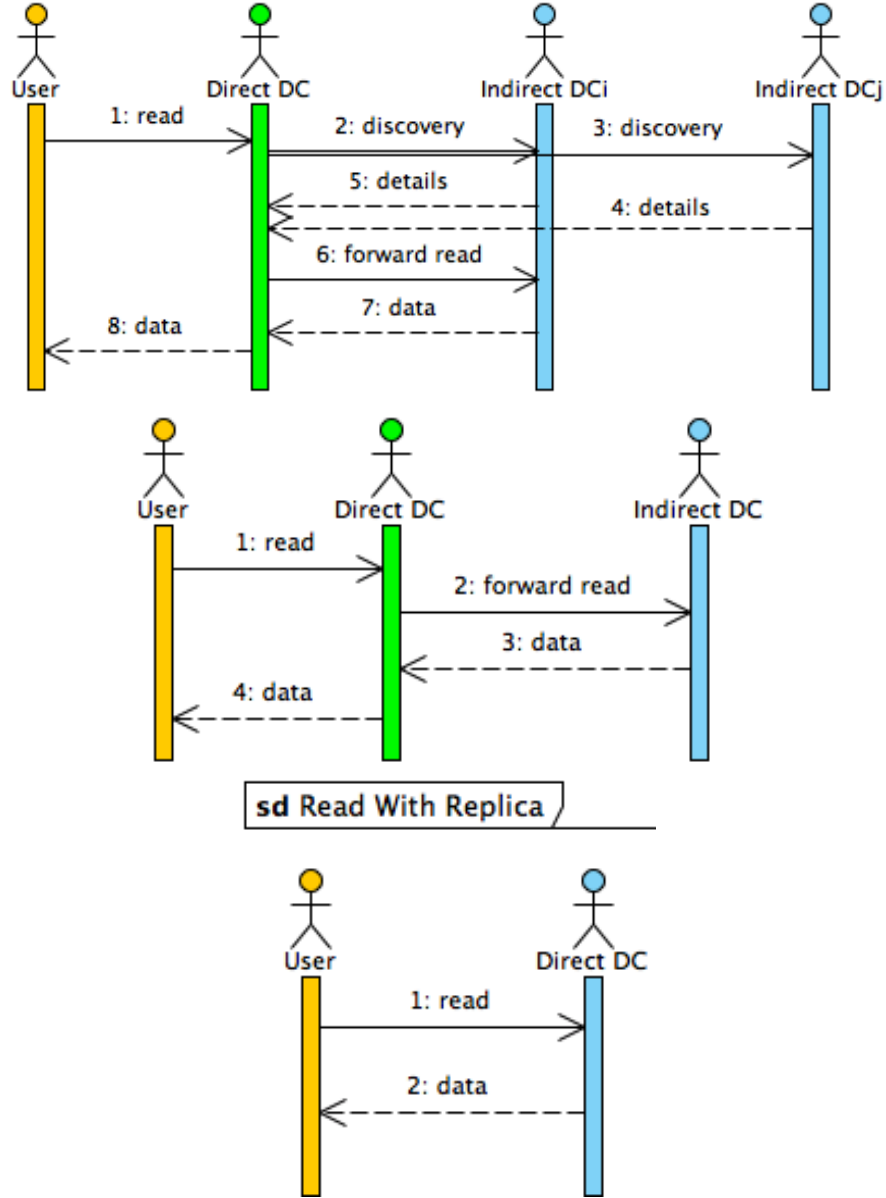 User Direct DC Indirect DCi Indirect DCj
1: read
2: discovery
3: discovery
5: details
4: details
6: forward read
7: data
8: data
User Direct DC Indirect DC
1: read
2: forward read
3: data
4: data
sd Read With Replica
User Direct DC
1: read
2: data